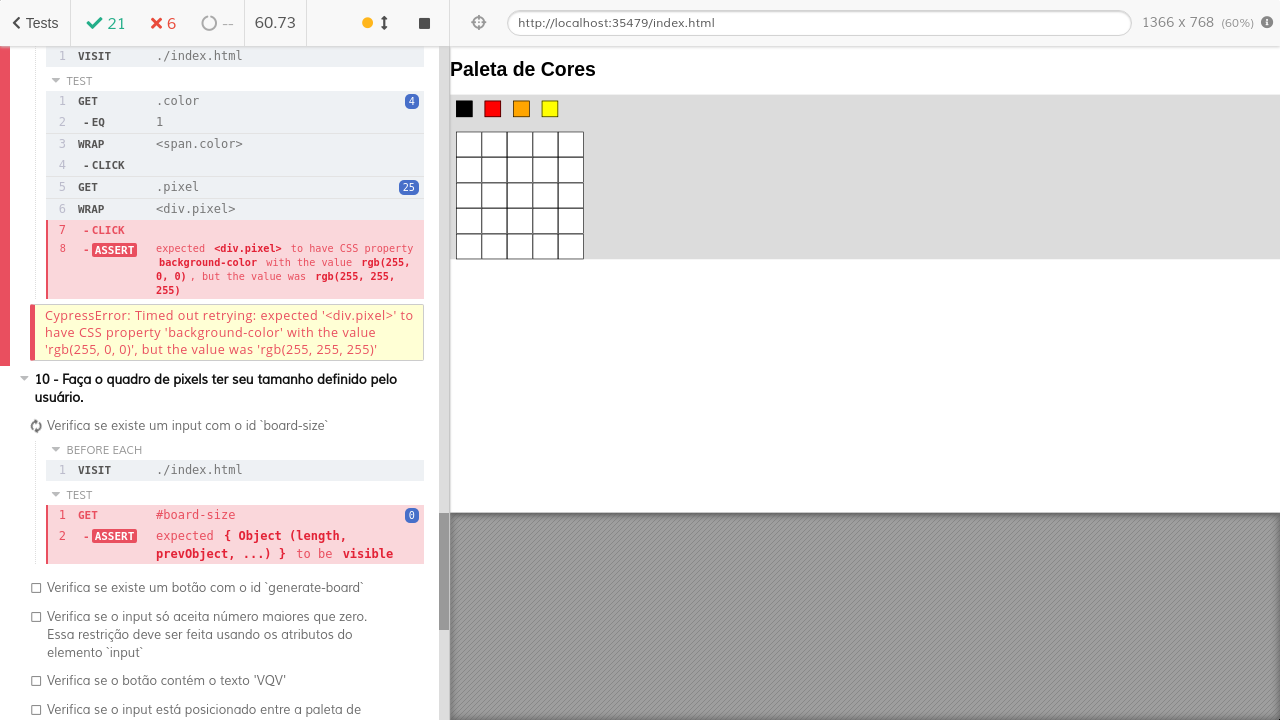 Tests 21 6 -- 60.73 http://localhost:35479/index.html 1366 x 768 (60%)
1 VISIT ./index.html
TEST
1 GET .color 4
2 - EQ 1
3 WRAP <span.color>
4 - CLICK
5 GET .pixel 25
6 WRAP <div.pixel>
7 - CLICK
8 - ASSERT expected <div.pixel> to have CSS property
background-color with the value rgb(255,
0, 0) , but the value was rgb(255, 255,
255)
CypressError: Timed out retrying: expected '<div.pixel>' to
have CSS property 'background-color' with the value
'rgb(255, 0, 0)', but the value was 'rgb(255, 255, 255)'
10 - Faça o quadro de pixels ter seu tamanho definido pelo
usuário.
Verifica se existe um input com o id `board-size`
BEFORE EACH
1 VISIT ./index.html
TEST
1 GET #board-size 0
2 - ASSERT expected { Object (length,
prevObject, ...) } to be visible
Verifica se existe um botão com o id `generate-board`
Verifica se o input só aceita número maiores que zero.
Essa restrição deve ser feita usando os atributos do
elemento `input`
Verifica se o botão contém o texto 'VQV'
Verifica se o input está posicionado entre a paleta de
Paleta de Cores